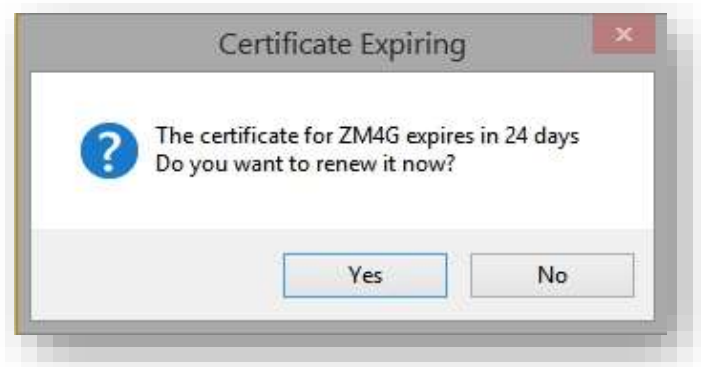 Certificate Expiring
The certificate for ZM4G expires in 24 days
Do you want to renew it now?
Yes
No